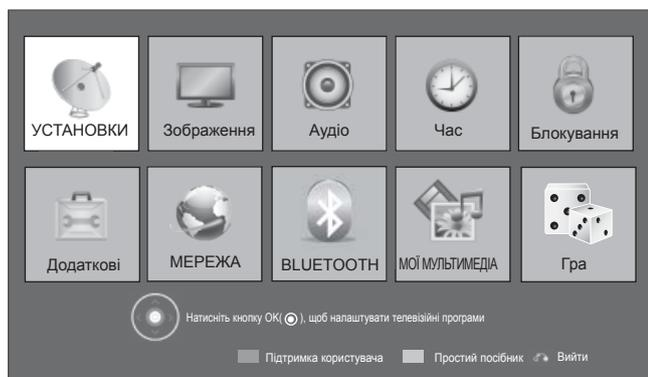 УСТАНОВКИ Зображення Аудіо Час Блокування
Додаткові МЕРЕЖА BLUETOOTH МОЇ МУЛЬТИМЕДІА Гра
Натисніть кнопку OK(◉), щоб налаштувати телевізійні програми
Підтримка користувача Простий посібник Вийти